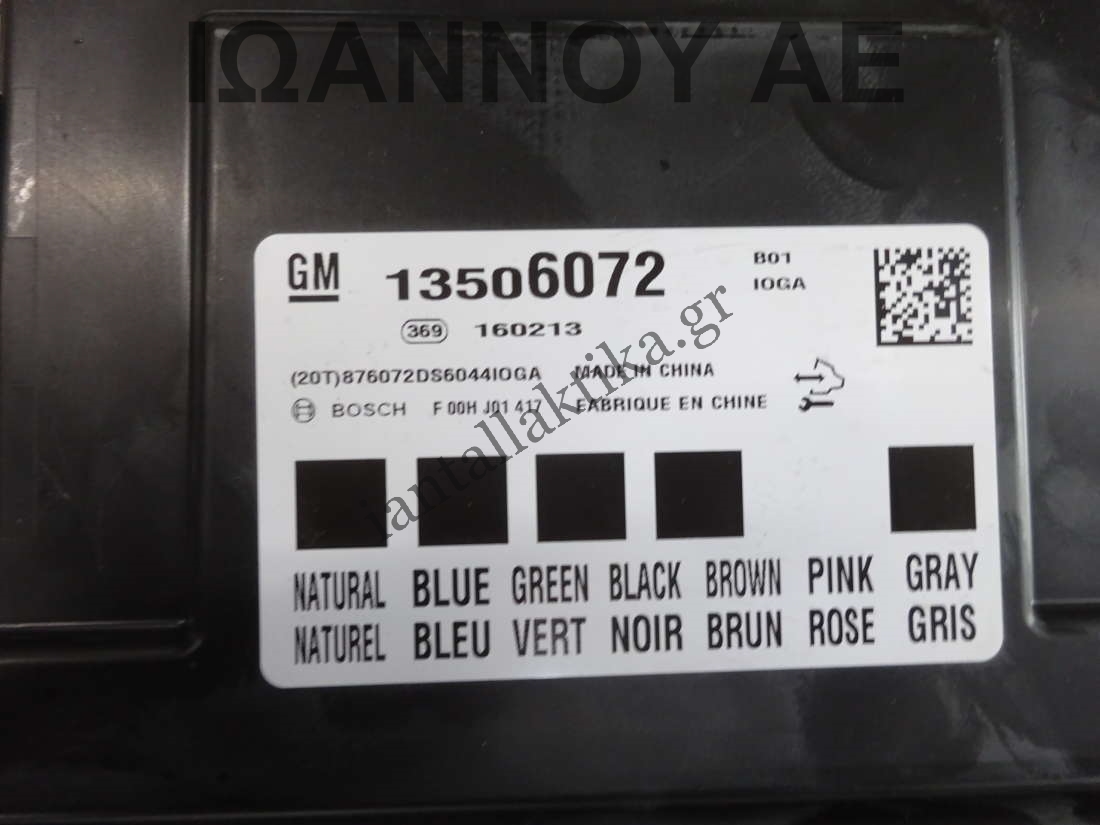 ΙΩΑΝΝΟΥ ΑΕ
GM 13506072 B01
IOGA
369 160213
(20T)876072DS6044IOGA MADE IN CHINA
BOSCH F 00H J01 417 FABRIQUE EN CHINE
iantallaktika.gr
NATURAL BLUE GREEN BLACK BROWN PINK GRAY
NATUREL BLEU VERT NOIR BRUN ROSE GRIS